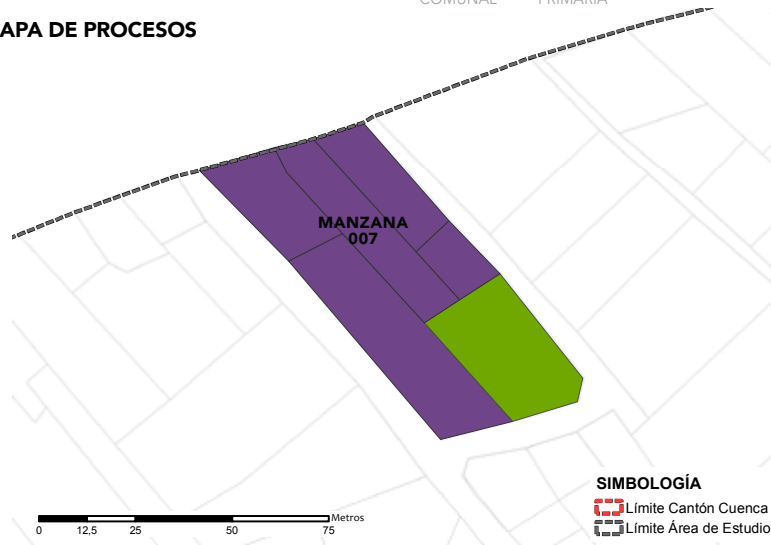 COMUNAL PRIMARIA
APA DE PROCESOS
MANZANA
007
Metros
0 12,5 25 50 75
SIMBOLOGÍA
Límite Cantón Cuenca
Límite Área de Estudio